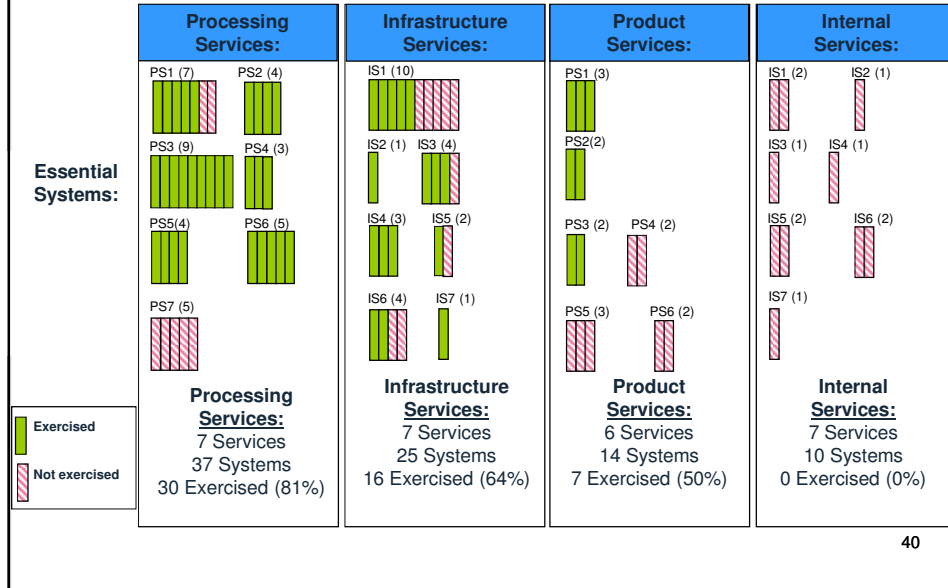 Processing
Services:
Infrastructure
Services:
Product
Services:
Internal
Services:
Essential
Systems:
PS1 (7)
PS2 (4)
PS3 (9)
PS4 (3)
PS5(4)
PS6 (5)
PS7 (5)
Processing
Services:
7 Services
37 Systems
30 Exercised (81%)
IS1 (10)
IS2 (1)
IS3 (4)
IS4 (3)
IS5 (2)
IS6 (4)
IS7 (1)
Infrastructure
Services:
7 Services
25 Systems
16 Exercised (64%)
PS1 (3)
PS2(2)
PS3 (2)
PS4 (2)
PS5 (3)
PS6 (2)
Product
Services:
6 Services
14 Systems
7 Exercised (50%)
IS1 (2)
IS2 (1)
IS3 (1)
IS4 (1)
IS5 (2)
IS6 (2)
IS7 (1)
Internal
Services:
7 Services
10 Systems
0 Exercised (0%)
Exercised
Not exercised
40